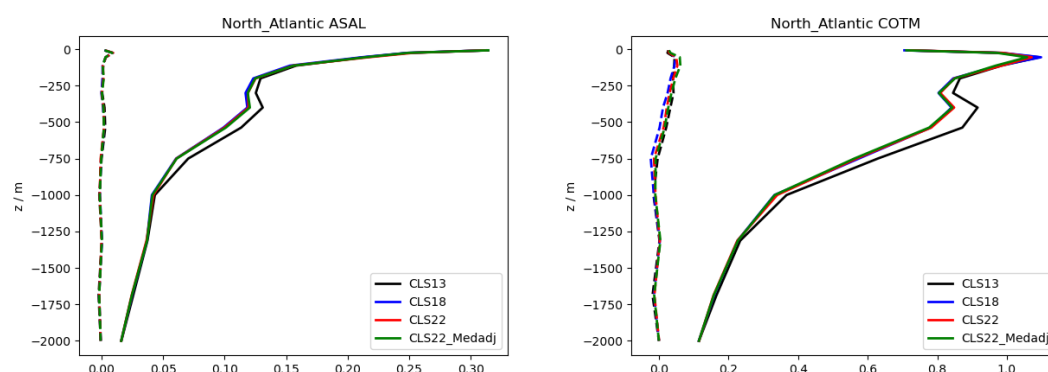 North_Atlantic ASAL
0
−250
−500
−750
−1000
−1250
−1500
−1750
−2000
z / m
0.00 0.05 0.10 0.15 0.20 0.25 0.30
CLS13
CLS18
CLS22
CLS22_Medadj
North_Atlantic COTM
0
−250
−500
−750
−1000
−1250
−1500
−1750
−2000
z / m
0.0 0.2 0.4 0.6 0.8 1.0
CLS13
CLS18
CLS22
CLS22_Medadj